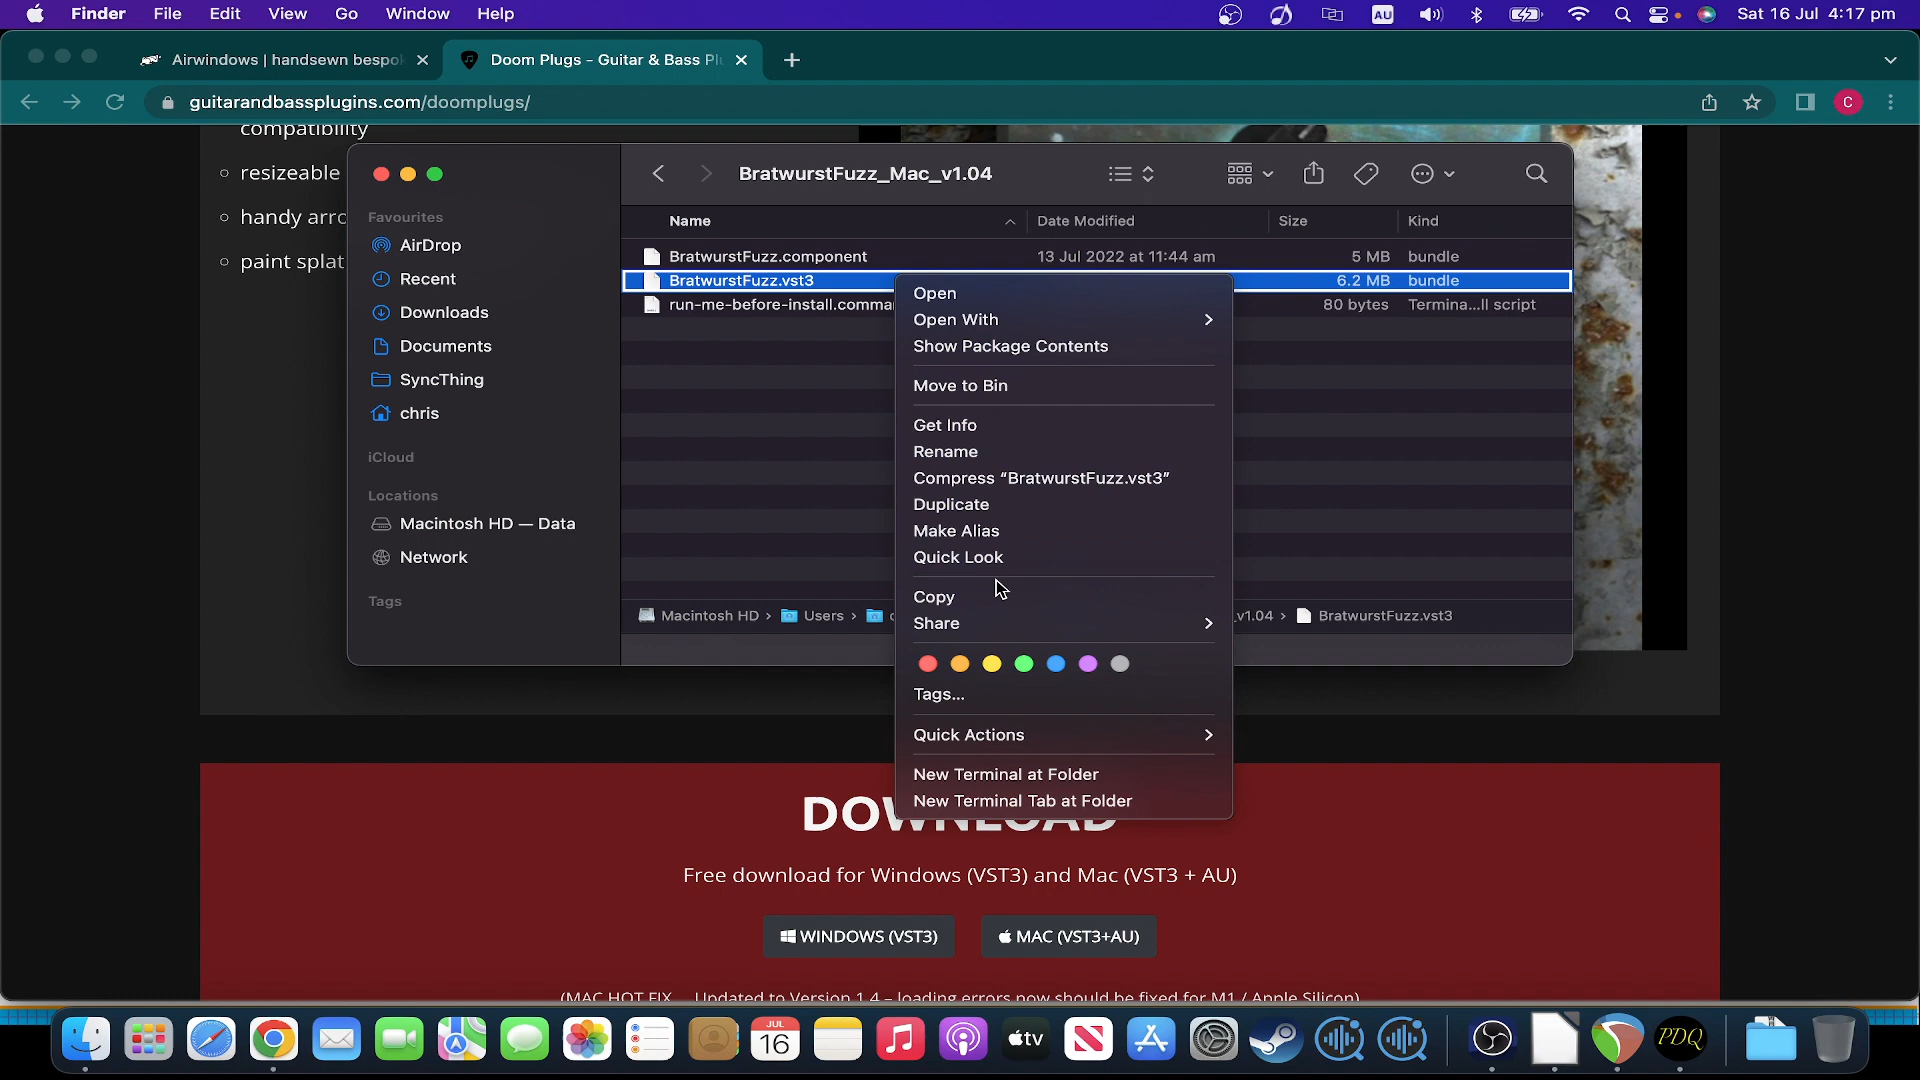 Finder File Edit View Go Window Help AU Sat 16 Jul 4:17 pm
Airwindows | handsewn bespo Doom Plugs - Guitar & Bass Pl
guitarandbassplugins.com/doomplugs/ C
compatibility
resizeable
handy arro
paint splat
BratwurstFuzz_Mac_v1.04
Favourites
AirDrop
Recent
Downloads
Documents
SyncThing
chris
iCloud
Locations
Macintosh HD — Data
Network
Tags
Name Date Modified Size Kind
BratwurstFuzz.component 13 Jul 2022 at 11:44 am 5 MB bundle
BratwurstFuzz.vst3 6.2 MB bundle
run-me-before-install.comma 80 bytes Termina...ll script
Macintosh HD › Users › c _v1.04 › BratwurstFuzz.vst3
Open
Open With
Show Package Contents
Move to Bin
Get Info
Rename
Compress “BratwurstFuzz.vst3”
Duplicate
Make Alias
Quick Look
Copy
Share
Tags...
Quick Actions
New Terminal at Folder
New Terminal Tab at Folder
DOWNLOAD
Free download for Windows (VST3) and Mac (VST3 + AU)
WINDOWS (VST3) MAC (VST3+AU)
(MAC HOT FIX Updated to Version 1.4 – loading errors now should be fixed for M1 / Apple Silicon)
JUL
16
tv
PDQ